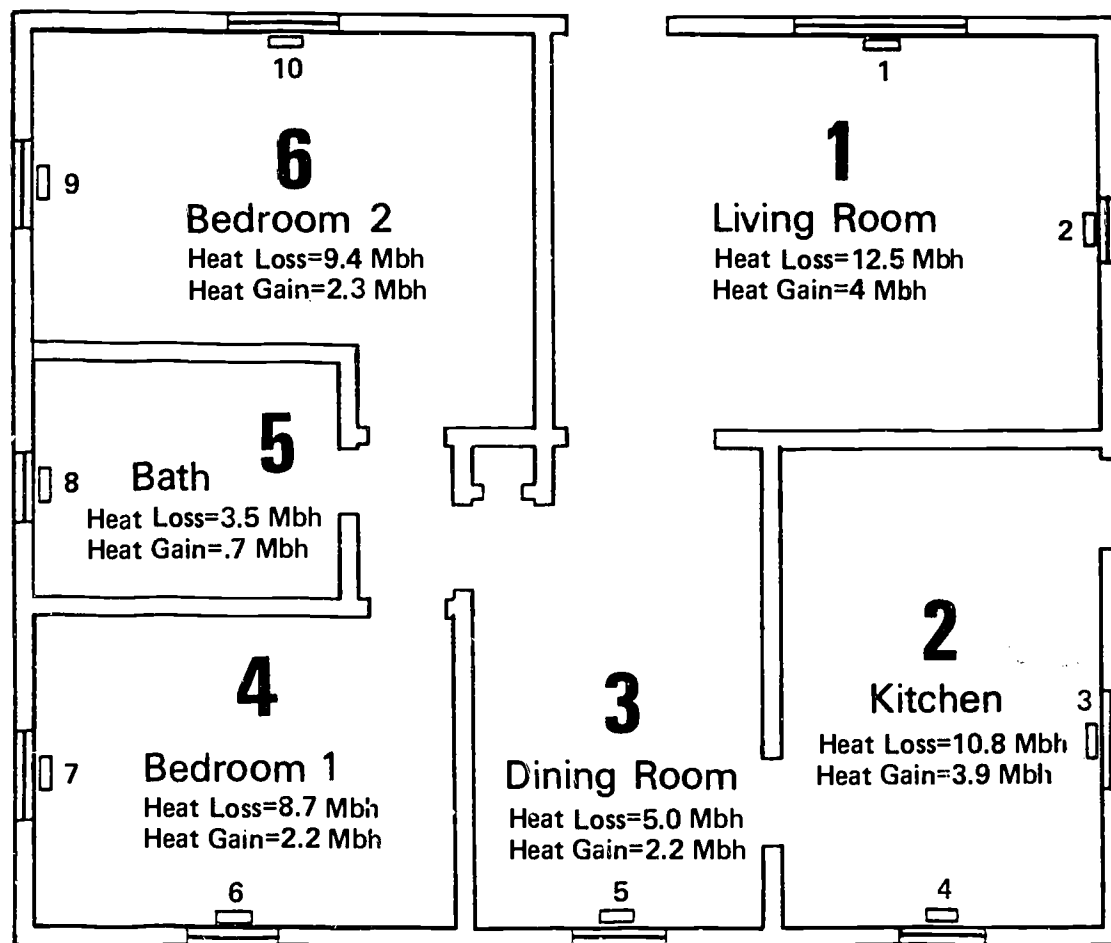 10
1
6
Bedroom 2
Heat Loss=9.4 Mbh
Heat Gain=2.3 Mbh
9
1
Living Room
Heat Loss=12.5 Mbh
Heat Gain=4 Mbh
2
5
Bath
Heat Loss=3.5 Mbh
Heat Gain=.7 Mbh
8
4
Bedroom 1
Heat Loss=8.7 Mbh
Heat Gain=2.2 Mbh
7
6
3
Dining Room
Heat Loss=5.0 Mbh
Heat Gain=2.2 Mbh
5
2
Kitchen
Heat Loss=10.8 Mbh
Heat Gain=3.9 Mbh
3
4